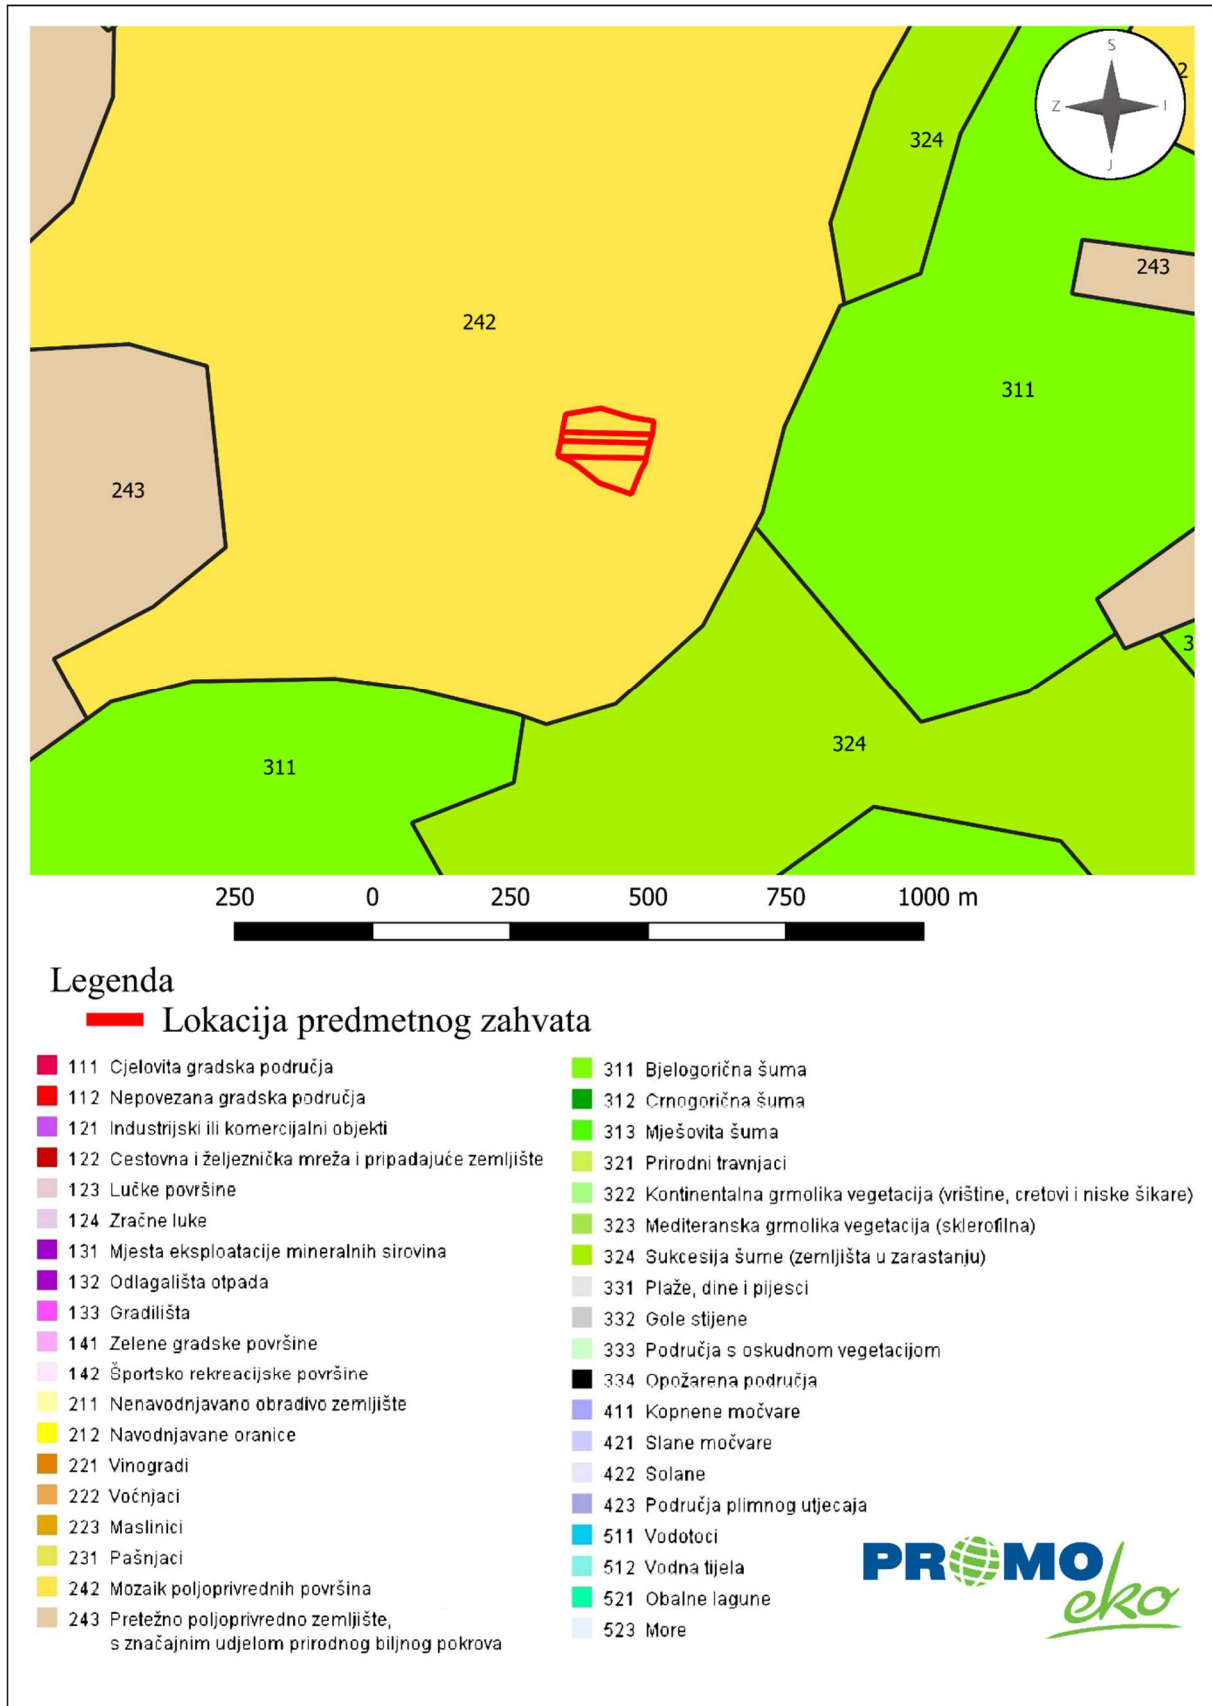 S
Z
I
J
2
324
243
242
311
243
3
324
311
250 0 250 500 750 1000 m
Legenda
Lokacija predmetnog zahvata
111 Cjelovita gradska područja
112 Nepovezana gradska područja
121 Industrijski ili komercijalni objekti
122 Cestovna i željeznička mreža i pripadajuće zemljište
123 Lučke površine
124 Zračne luke
131 Mjesta eksploatacije mineralnih sirovina
132 Odlagališta otpada
133 Gradilišta
141 Zelene gradske površine
142 Športsko rekreacijske površine
211 Nenavodnjavano obradivo zemljište
212 Navodnjavane oranice
221 Vinogradi
222 Voćnjaci
223 Maslinici
231 Pašnjaci
242 Mozaik poljoprivrednih površina
243 Pretežno poljoprivredno zemljište,
s značajnim udjelom prirodnog biljnog pokrova
311 Bjelogorična šuma
312 Crnogorična šuma
313 Mješovita šuma
321 Prirodni travnjaci
322 Kontinentalna grmolika vegetacija (vrištine, cretovi i niske šikare)
323 Mediteranska grmolika vegetacija (sklerofilna)
324 Sukcesija šume (zemljišta u zarastanju)
331 Plaže, dine i pijesci
332 Gole stijene
333 Područja s oskudnom vegetacijom
334 Opožarena područja
411 Kopnene močvare
421 Slane močvare
422 Solane
423 Područja plimnog utjecaja
511 Vodotoci
512 Vodna tijela
521 Obalne lagune
523 More
PROMO
eko